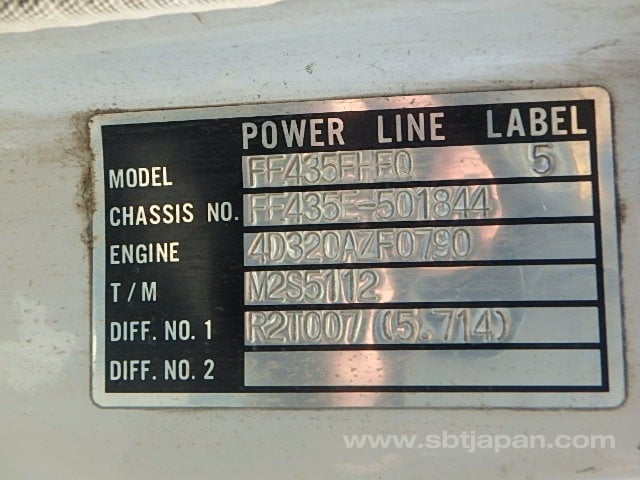 POWER LINE LABEL
MODEL FF435EHEQ 5
CHASSIS NO. FF435E-501844
ENGINE 4D320AZF0790
T/M M2S5112
DIFF. NO. 1 R2T007 (5.714)
DIFF. NO. 2
www.sbtjapan.com